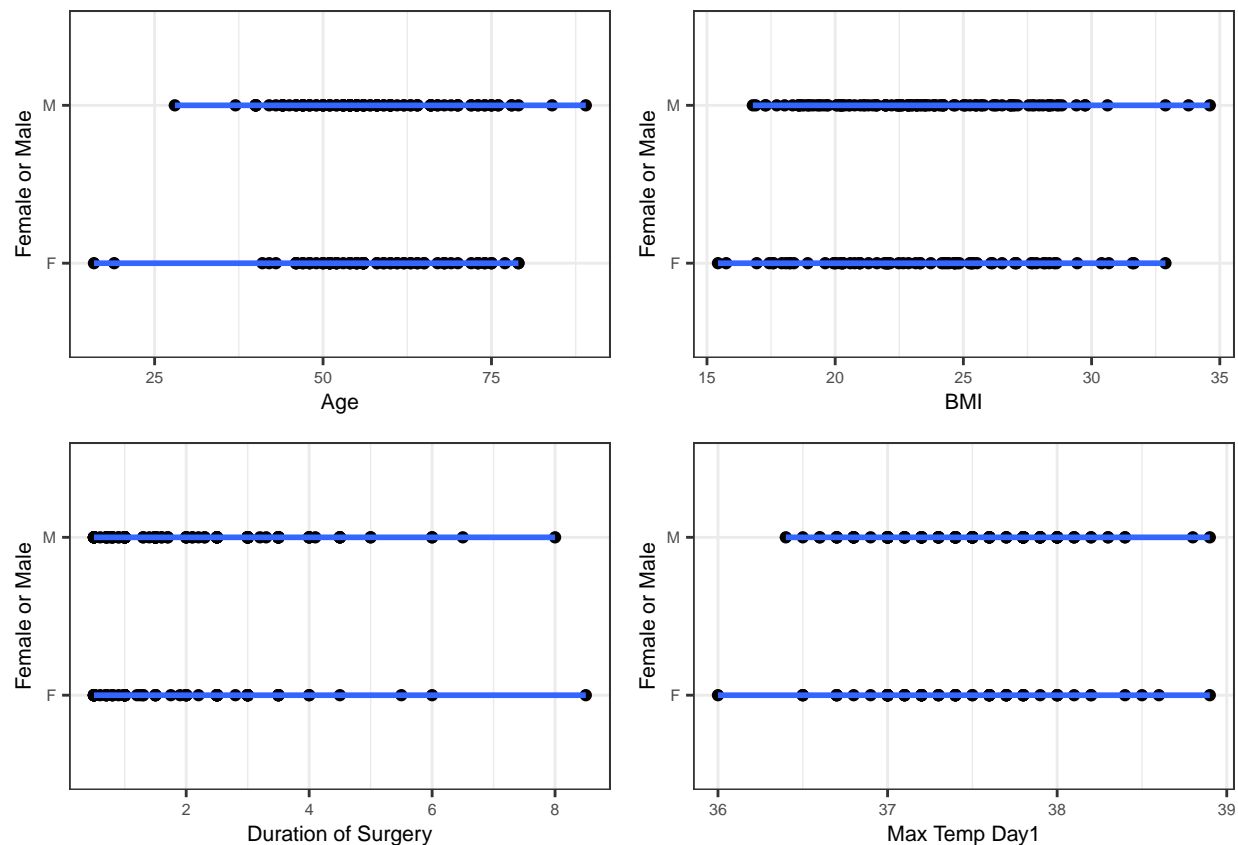 M
Female or Male
F
25 50 75
Age
M
Female or Male
F
15 20 25 30 35
BMI
M
Female or Male
F
2 4 6 8
Duration of Surgery
M
Female or Male
F
36 37 38 39
Max Temp Day1